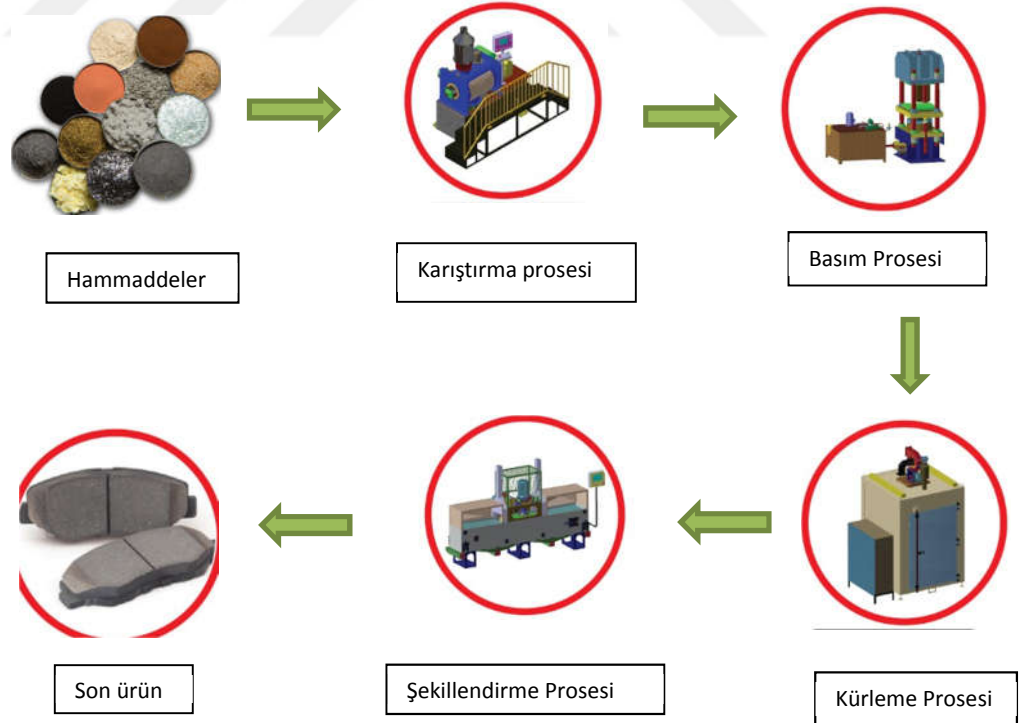 Hammaddeler
Karıştırma prosesi
Basım Prosesi
Son ürün
Şekillendirme Prosesi
Kürleme Prosesi